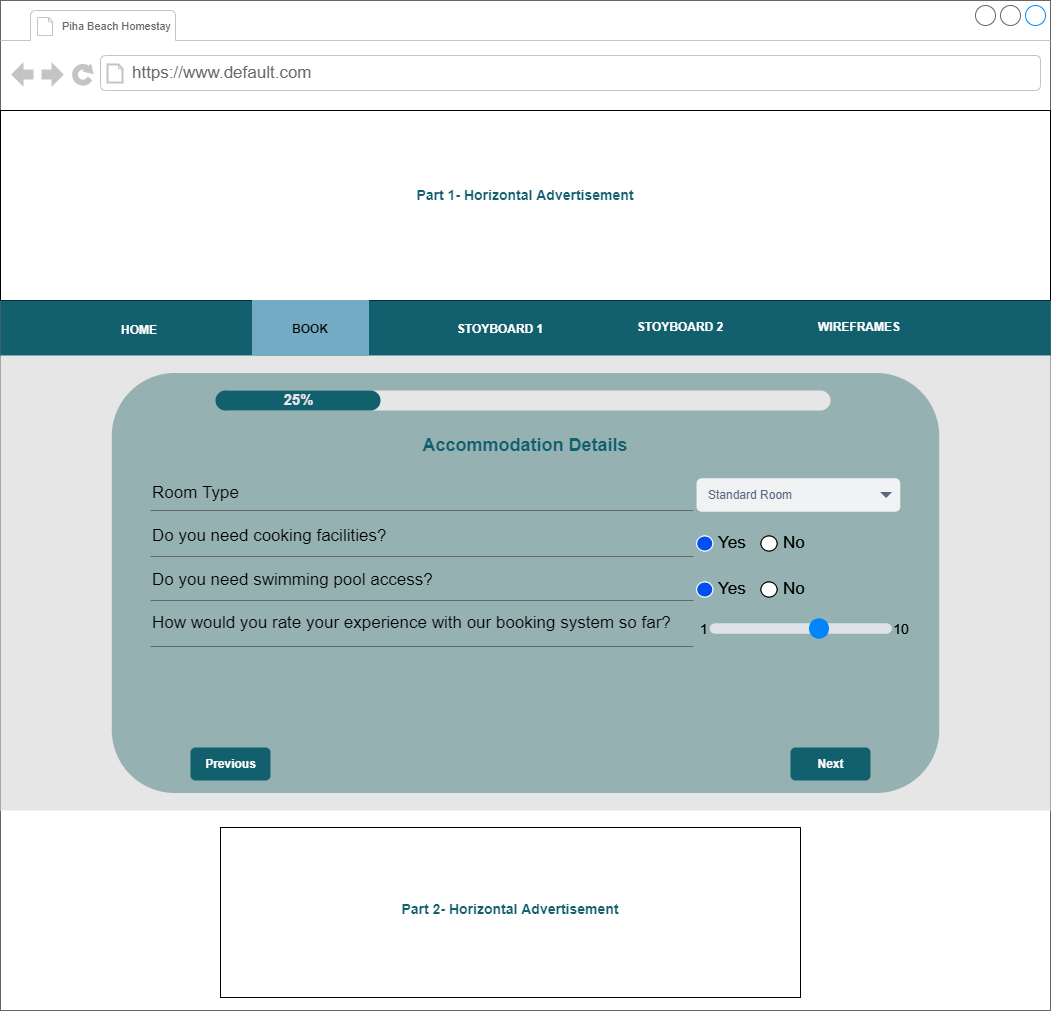 Piha Beach Homestay
https://www.default.com
Part 1- Horizontal Advertisement
HOME
BOOK
STOYBOARD 1
STOYBOARD 2
WIREFRAMES
25%
Accommodation Details
Room Type
Standard Room
Do you need cooking facilities?
Yes No
Do you need swimming pool access?
Yes No
How would you rate your experience with our booking system so far?
1 10
Previous
Next
Part 2- Horizontal Advertisement